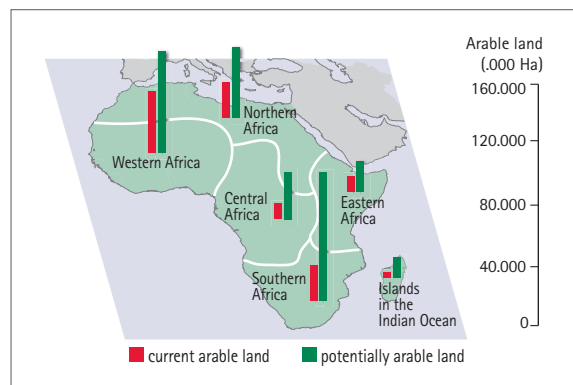 Arable land
(.000 Ha)
160.000
120.000
80.000
40.000
0
Northern
Africa
Western Africa
Central
Africa
Eastern
Africa
Southern
Africa
Islands
in the
Indian Ocean
current arable land
potentially arable land